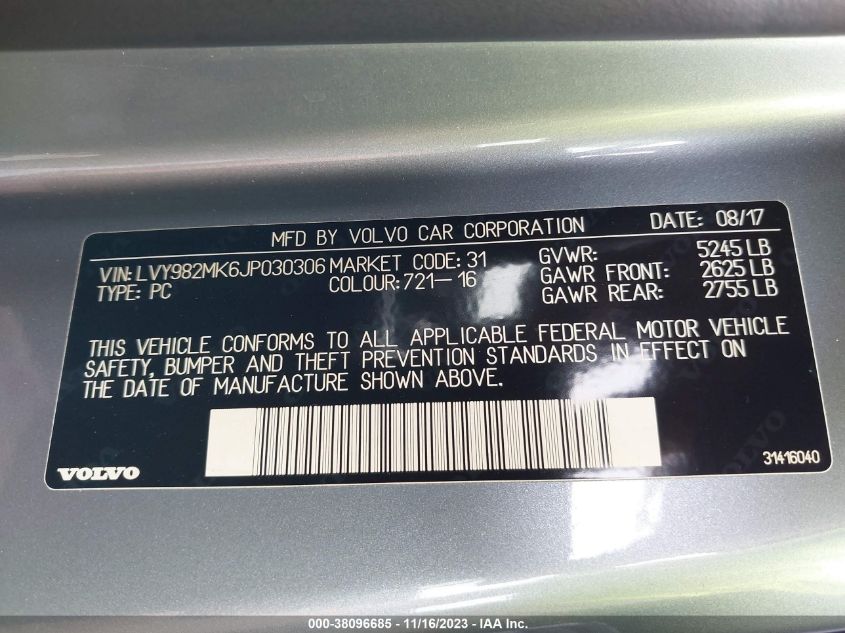 MFD BY VOLVO CAR CORPORATION DATE: 08/17
VIN: LVY982MK6JP030306 MARKET CODE: 31 GVWR: 5245 LB
TYPE: PC COLOUR: 721-16 GAWR FRONT: 2625 LB
GAWR REAR: 2755 LB
THIS VEHICLE CONFORMS TO ALL APPLICABLE FEDERAL MOTOR VEHICLE
SAFETY, BUMPER AND THEFT PREVENTION STANDARDS IN EFFECT ON
THE DATE OF MANUFACTURE SHOWN ABOVE.
VOLVO 31416040
000-38096685 - 11/16/2023 - IAA Inc.